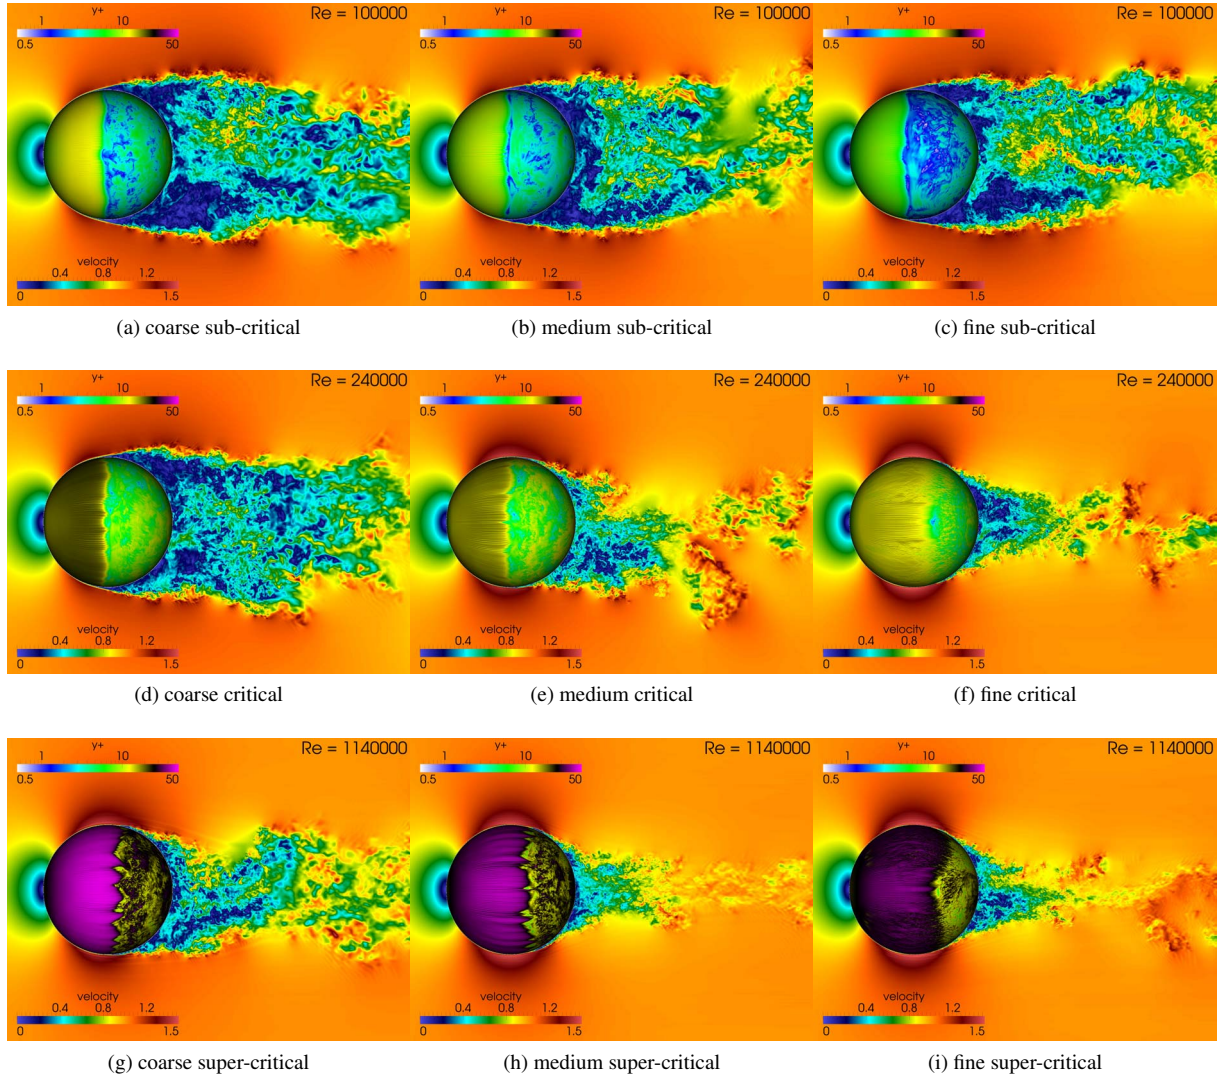 1 y+ 10 Re = 100000
0.5 50
velocity
0.4 0.8 1.2
0 1.5
(a) coarse sub-critical
1 y+ 10 Re = 100000
0.5 50
velocity
0.4 0.8 1.2
0 1.5
(b) medium sub-critical
1 y+ 10 Re = 100000
0.5 50
velocity
0.4 0.8 1.2
0 1.5
(c) fine sub-critical
1 y+ 10 Re = 240000
0.5 50
velocity
0.4 0.8 1.2
0 1.5
(d) coarse critical
1 y+ 10 Re = 240000
0.5 50
velocity
0.4 0.8 1.2
0 1.5
(e) medium critical
1 y+ 10 Re = 240000
0.5 50
velocity
0.4 0.8 1.2
0 1.5
(f) fine critical
1 y+ 10 Re = 1140000
0.5 50
velocity
0.4 0.8 1.2
0 1.5
(g) coarse super-critical
1 y+ 10 Re = 1140000
0.5 50
velocity
0.4 0.8 1.2
0 1.5
(h) medium super-critical
1 y+ 10 Re = 1140000
0.5 50
velocity
0.4 0.8 1.2
0 1.5
(i) fine super-critical